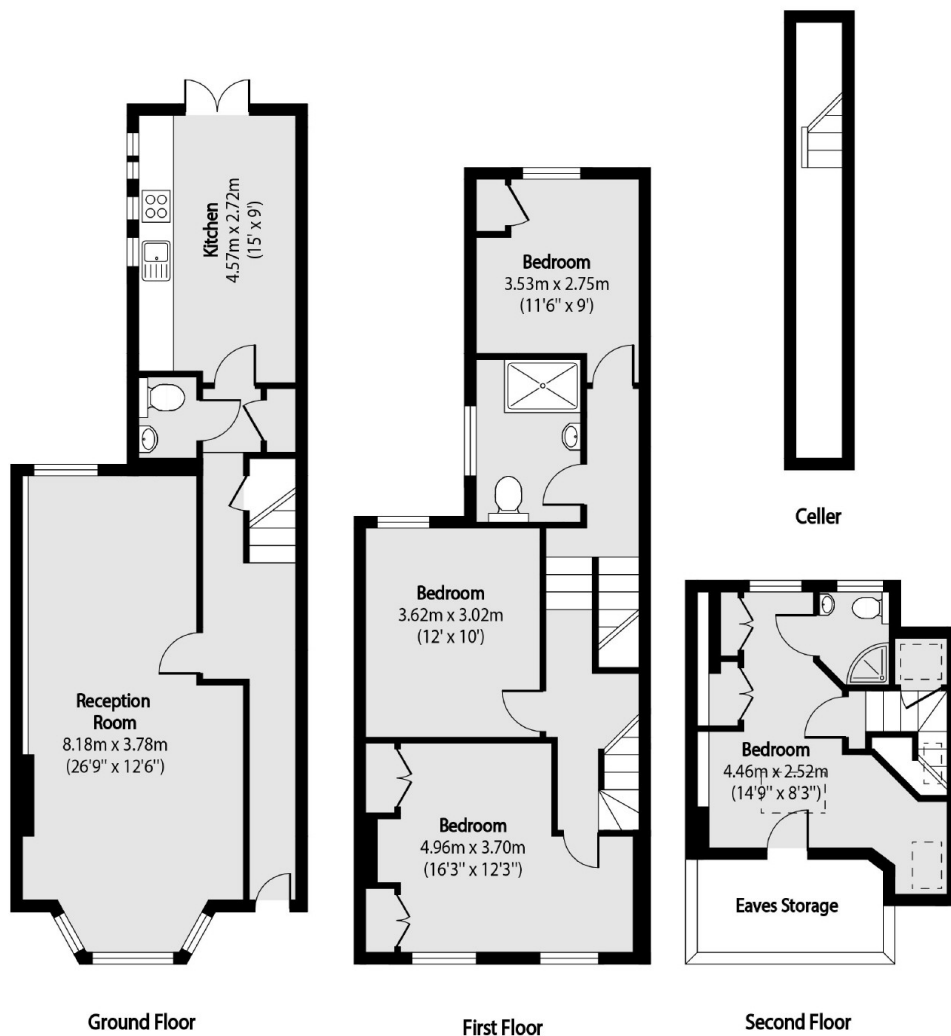 Kitchen
4.57m x 2.72m
(15' x 9')
Reception
Room
8.18m x 3.78m
(26'9" x 12'6")
Ground Floor
Bedroom
3.53m x 2.75m
(11'6" x 9')
Bedroom
3.62m x 3.02m
(12' x 10')
Bedroom
4.96m x 3.70m
(16'3" x 12'3")
First Floor
Celler
Bedroom
4.46m x 2.52m
(14'9" x 8'3")
Eaves Storage
Second Floor